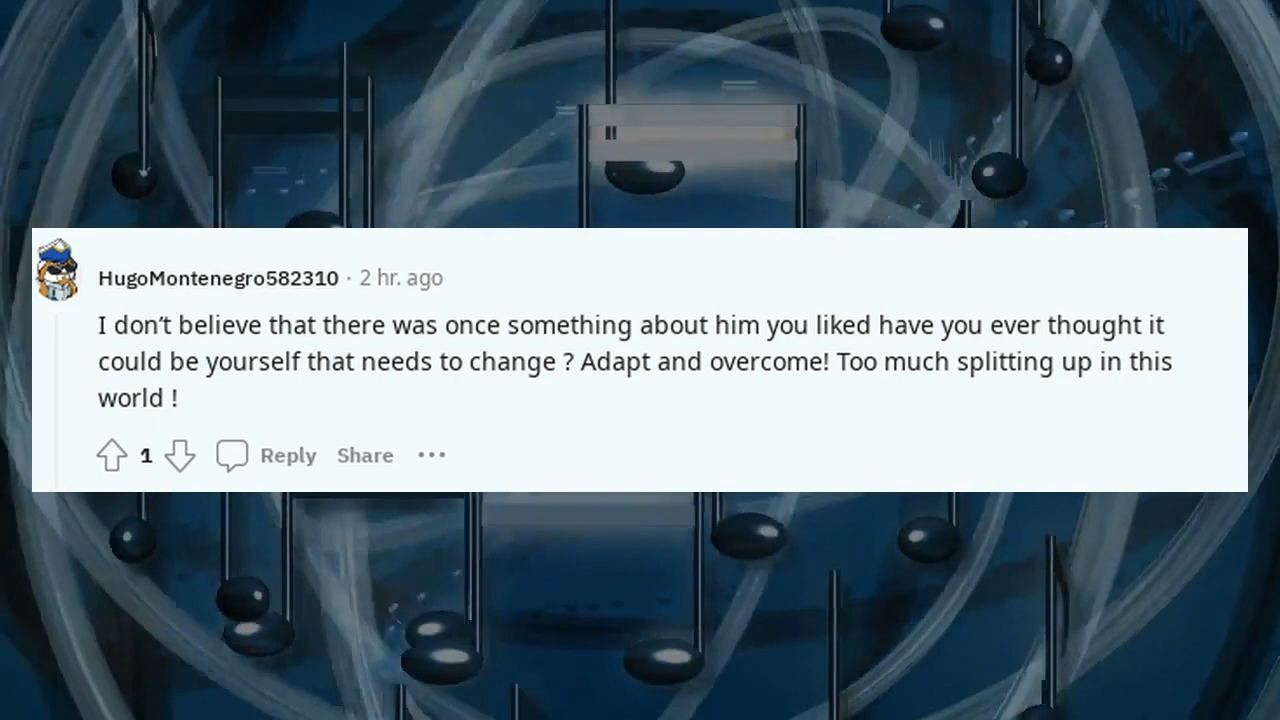 HugoMontenegro582310 · 2 hr. ago
I don’t believe that there was once something about him you liked have you ever thought it
could be yourself that needs to change ? Adapt and overcome! Too much splitting up in this
world !
1 Reply Share ···